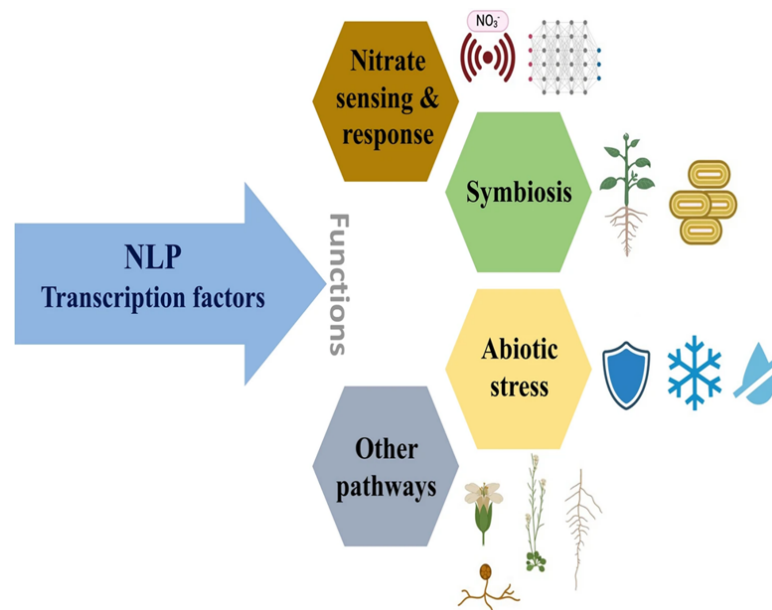 NO₃⁻
Nitrate
sensing &
response
Symbiosis
NLP
Transcription factors
Functions
Abiotic
stress
Other
pathways